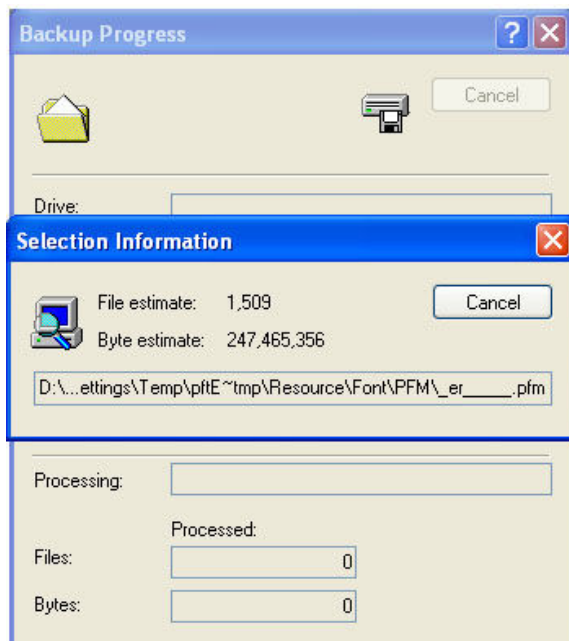 Backup Progress
Cancel
Drive:
Selection Information
File estimate: 1,509
Cancel
Byte estimate: 247,465,356
D:\...ettings\Temp\pftE~tmp\Resource\Font\PFM\_er_____.pfm
Processing:
Processed:
Files: 0
Bytes: 0